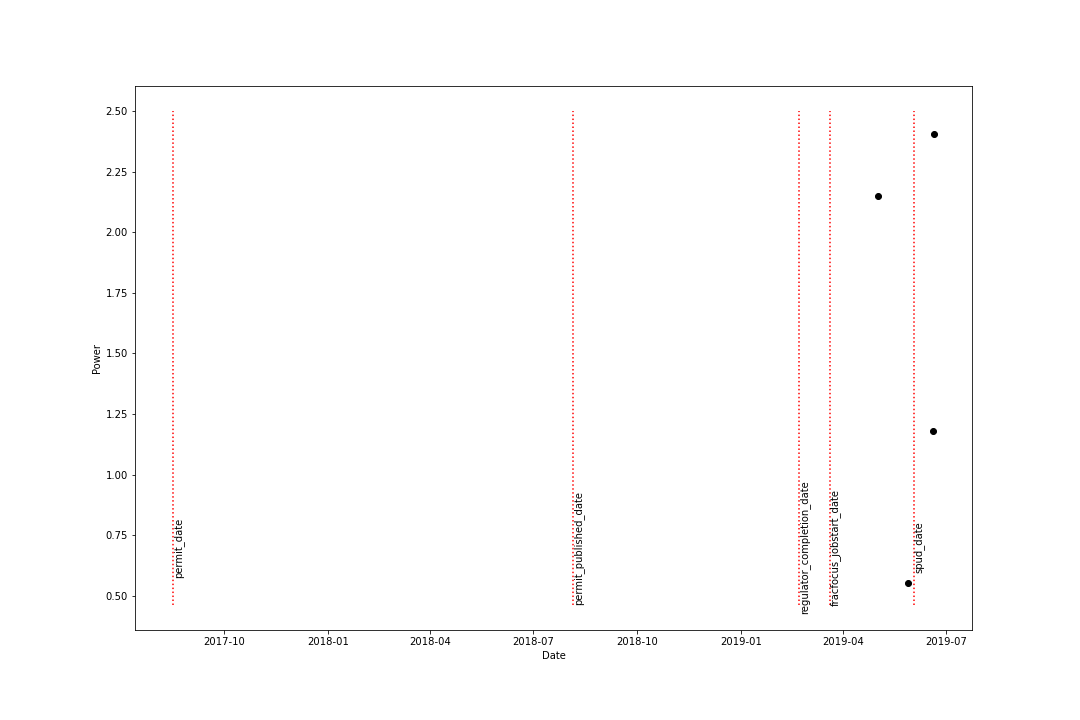 2.50
2.25
2.00
1.75
1.50
1.25
1.00
0.75
0.50
Power
permit_date
permit_published_date
regulator_completion_date
fracfocus_jobstart_date
spud_date
2017-10
2018-01
2018-04
2018-07
2018-10
2019-01
2019-04
2019-07
Date